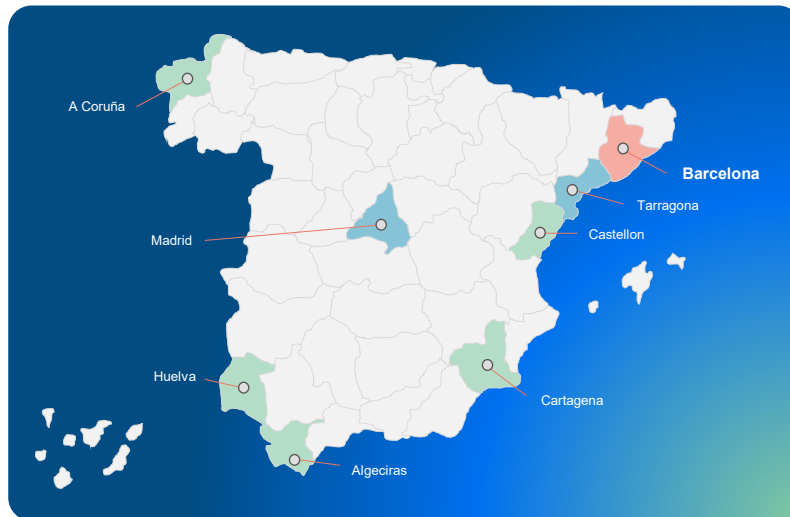 A Coruña
Barcelona
Tarragona
Castellon
Madrid
Huelva
Cartagena
Algeciras